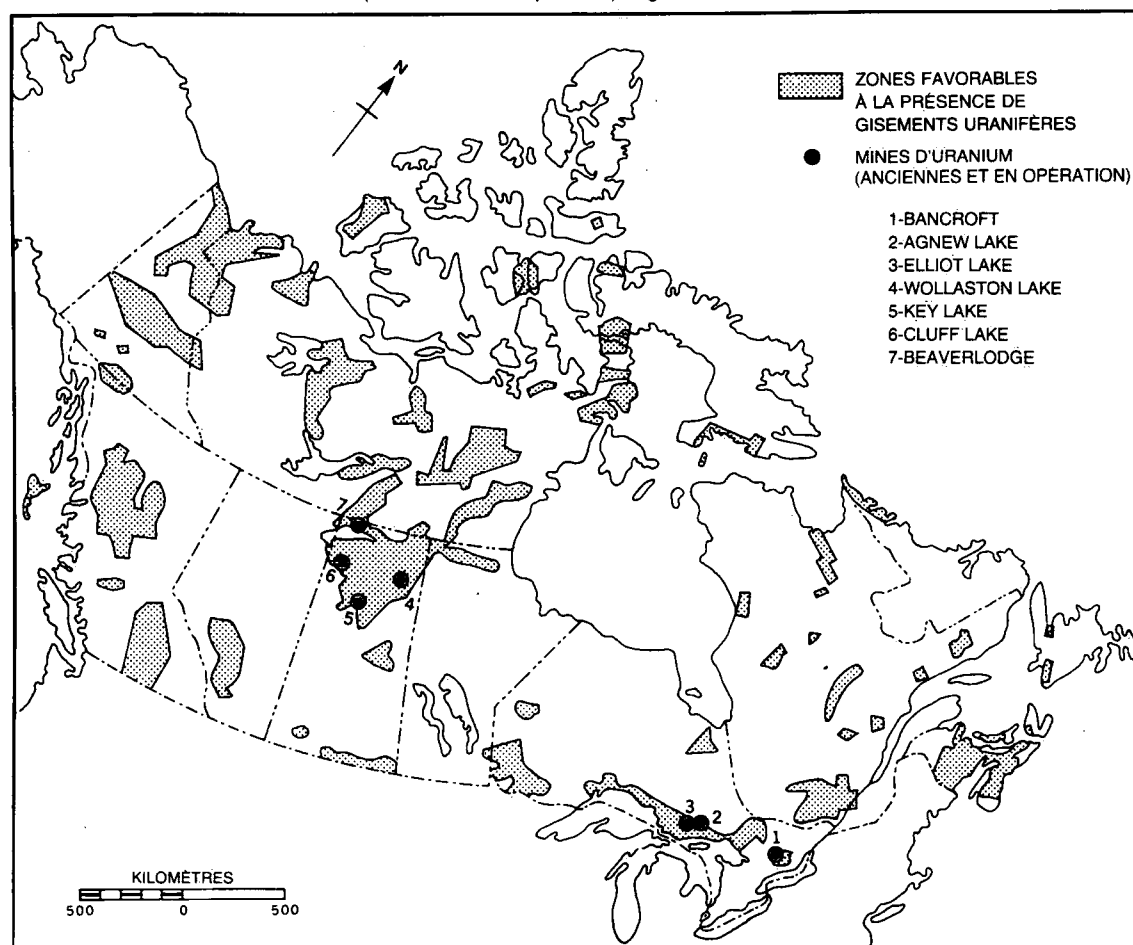 N
ZONES FAVORABLES
À LA PRÉSENCE DE
GISEMENTS URANIFÈRES
MINES D'URANIUM
(ANCIENNES ET EN OPÉRATION)
1-BANCROFT
2-AGNEW LAKE
3-ELLIOT LAKE
4-WOLLASTON LAKE
5-KEY LAKE
6-CLUFF LAKE
7-BEAVERLODGE
7
6
5
4
3
2
1
KILOMÈTRES
500 0 500